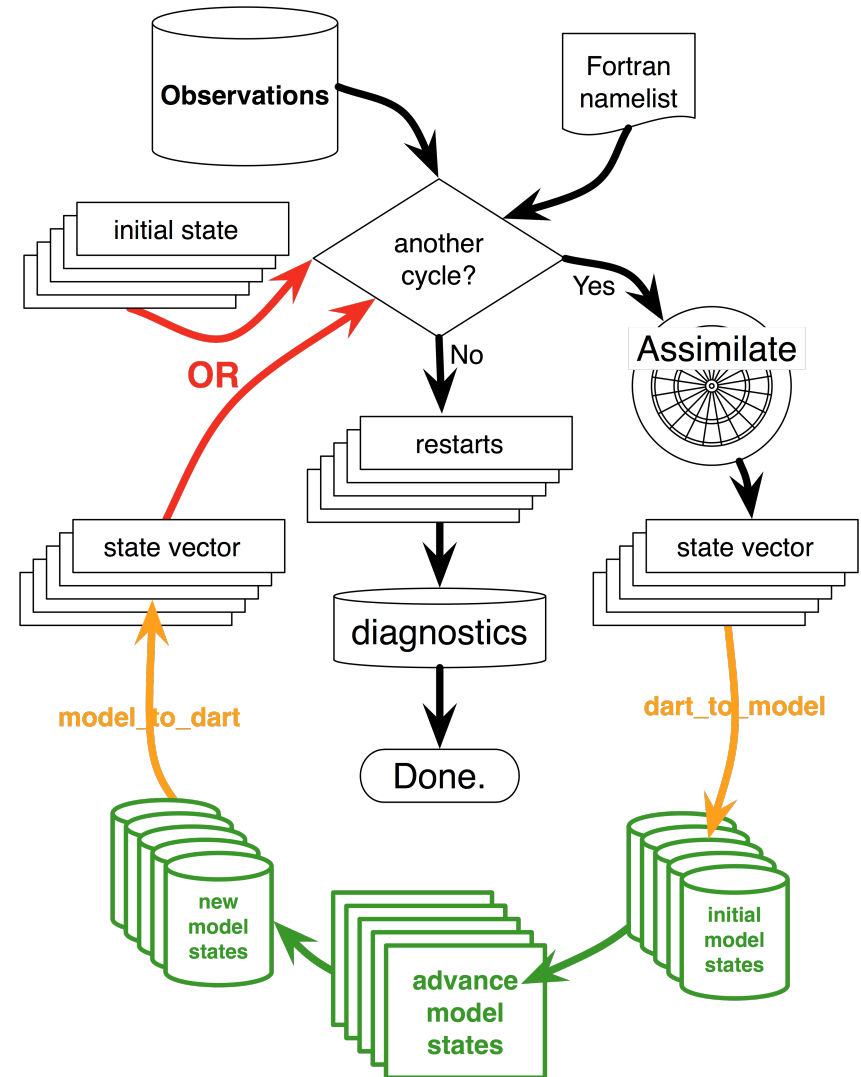 Observations
Fortran
namelist
initial state
another
cycle?
Yes
No
OR
Assimilate
restarts
state vector
state vector
diagnostics
model_to_dart
dart_to_model
Done.
new
model
states
initial
model
states
advance
model
states